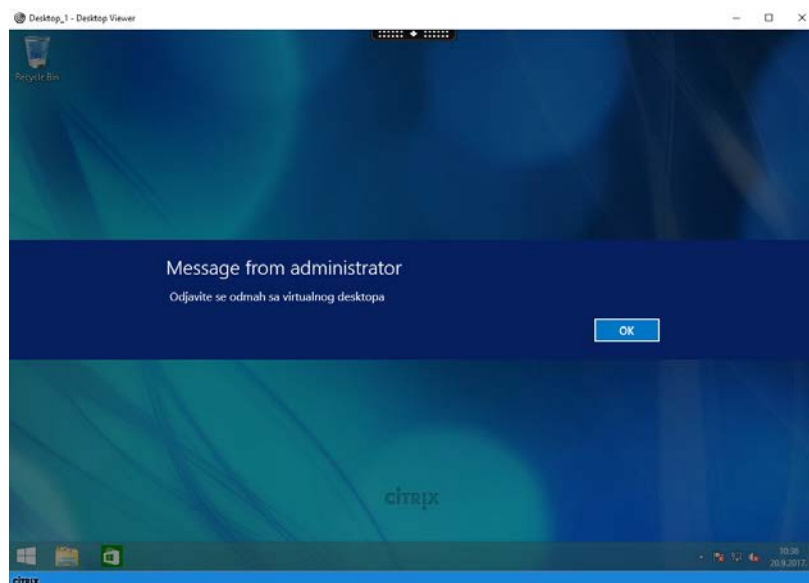 Desktop_1 - Desktop Viewer
Recycle Bin
Message from administrator
Odjavite se odmah sa virtualnog desktopa
OK
CITRIX
10:36
20.9.2017.
CITRIX